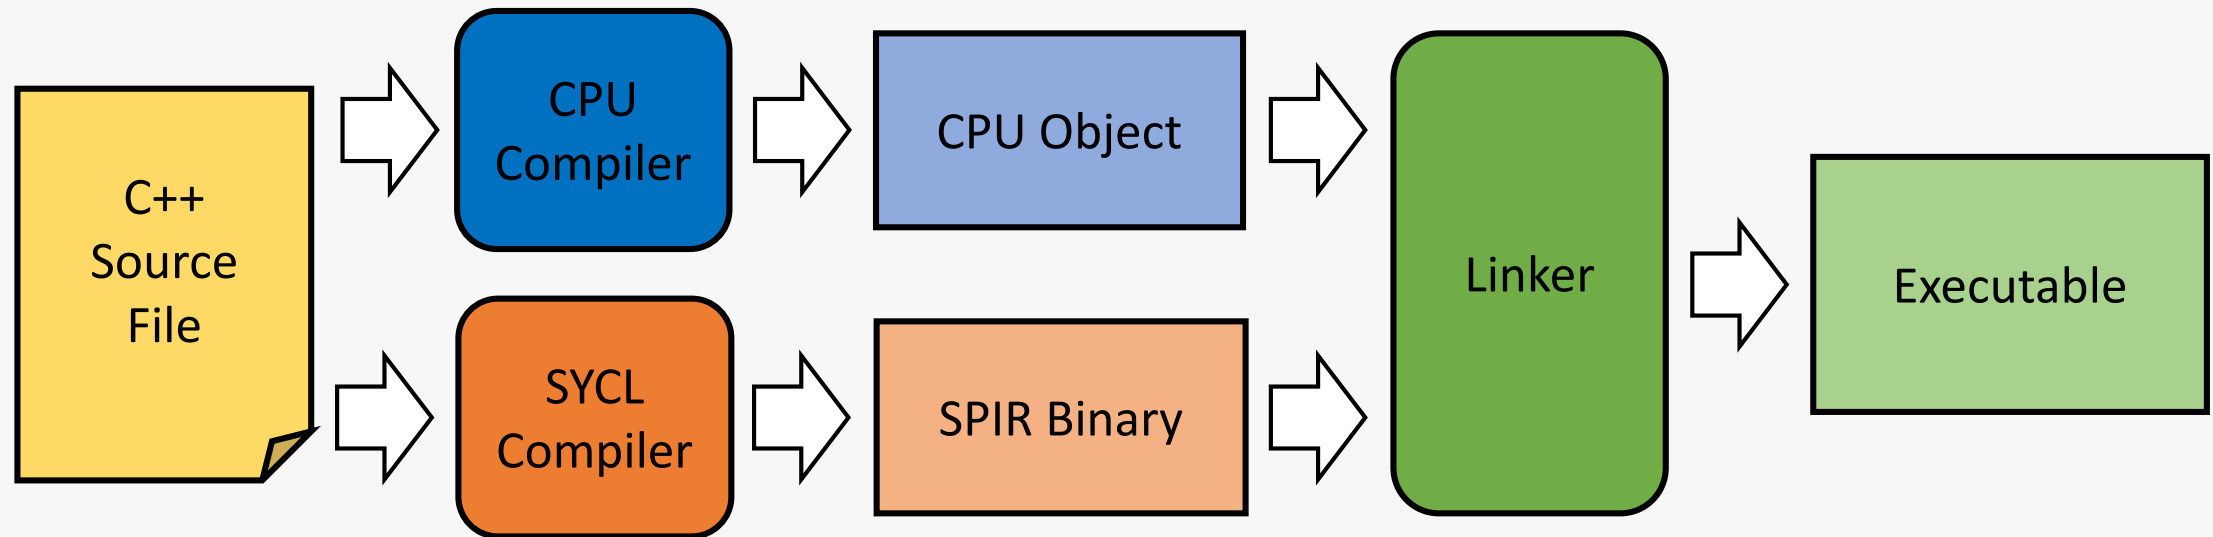 C++
Source
File
CPU
Compiler
CPU Object
SYCL
Compiler
SPIR Binary
Linker
Executable